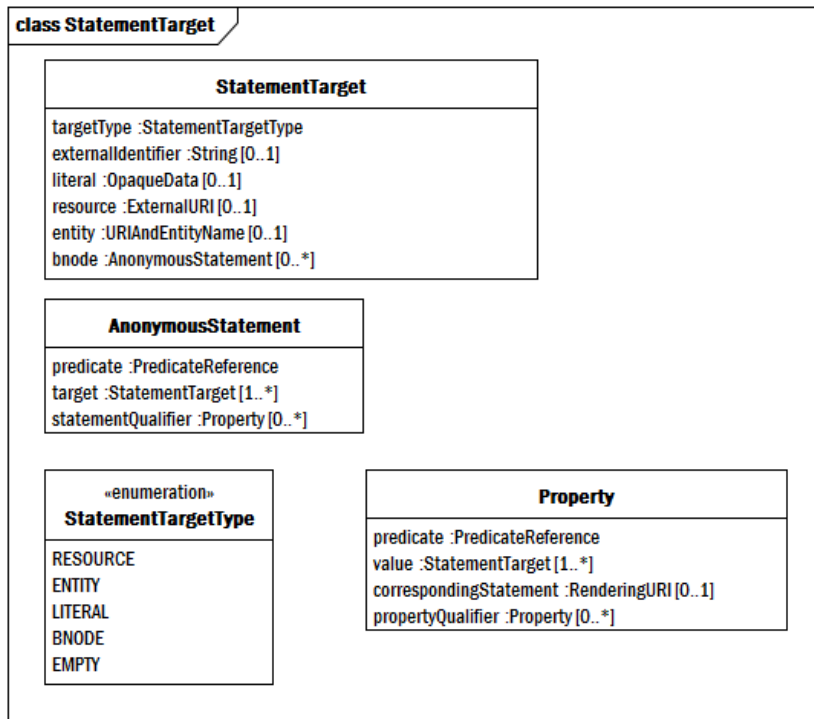 class StatementTarget
StatementTarget
targetType :StatementTargetType
externalIdentifier :String [0..1]
literal :OpaqueData [0..1]
resource :ExternalURI [0..1]
entity :URIAndEntityName [0..1]
bnode :AnonymousStatement [0..*]
AnonymousStatement
predicate :PredicateReference
target :StatementTarget [1..*]
statementQualifier :Property [0..*]
«enumeration»
StatementTargetType
RESOURCE
ENTITY
LITERAL
BNODE
EMPTY
Property
predicate :PredicateReference
value :StatementTarget [1..*]
correspondingStatement :RenderingURI [0..1]
propertyQualifier :Property [0..*]